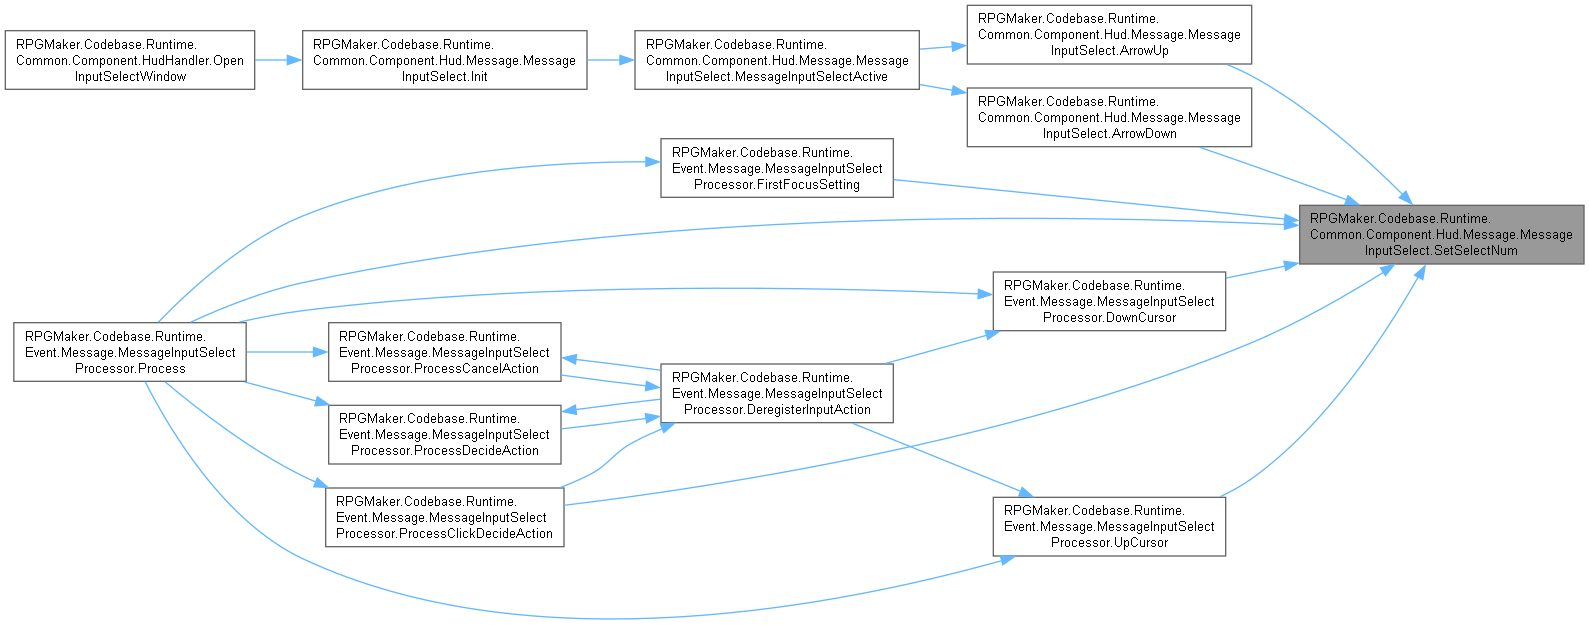 RPGMaker.Codebase.Runtime.
Common.Component.HudHandler.Open
InputSelectWindow
RPGMaker.Codebase.Runtime.
Common.Component.Hud.Message.Message
InputSelect.Init
RPGMaker.Codebase.Runtime.
Common.Component.Hud.Message.Message
InputSelect.MessageInputSelectActive
RPGMaker.Codebase.Runtime.
Common.Component.Hud.Message.Message
InputSelect.ArrowUp
RPGMaker.Codebase.Runtime.
Common.Component.Hud.Message.Message
InputSelect.ArrowDown
RPGMaker.Codebase.Runtime.
Event.Message.MessageInputSelect
Processor.FirstFocusSetting
RPGMaker.Codebase.Runtime.
Common.Component.Hud.Message.Message
InputSelect.SetSelectNum
RPGMaker.Codebase.Runtime.
Event.Message.MessageInputSelect
Processor.DownCursor
RPGMaker.Codebase.Runtime.
Event.Message.MessageInputSelect
Processor.Process
RPGMaker.Codebase.Runtime.
Event.Message.MessageInputSelect
Processor.ProcessCancelAction
RPGMaker.Codebase.Runtime.
Event.Message.MessageInputSelect
Processor.DeregisterInputAction
RPGMaker.Codebase.Runtime.
Event.Message.MessageInputSelect
Processor.ProcessDecideAction
RPGMaker.Codebase.Runtime.
Event.Message.MessageInputSelect
Processor.ProcessClickDecideAction
RPGMaker.Codebase.Runtime.
Event.Message.MessageInputSelect
Processor.UpCursor